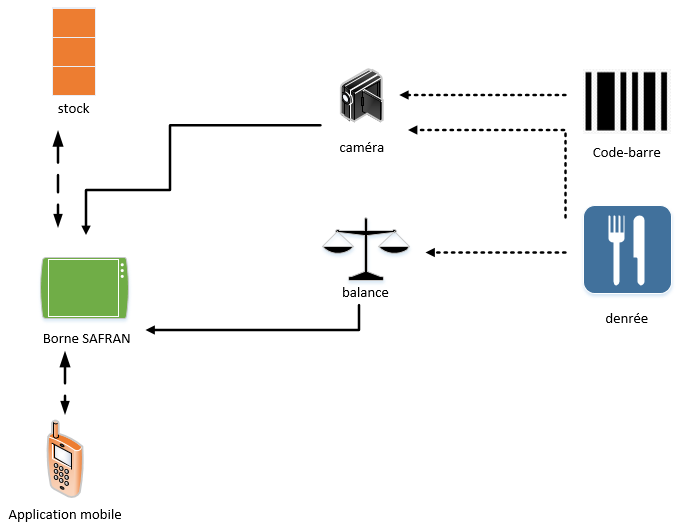 stock
caméra
Code-barre
balance
denrée
Borne SAFRAN
Application mobile